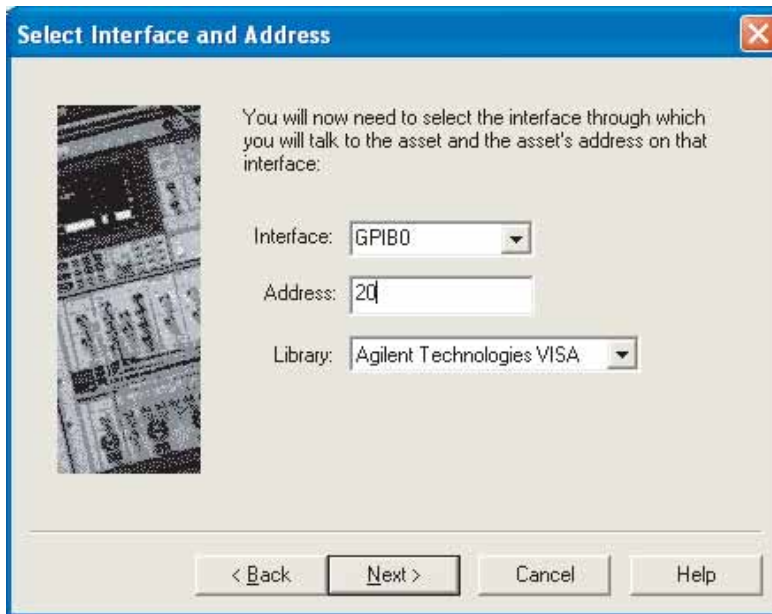 Select Interface and Address
You will now need to select the interface through which
you will talk to the asset and the asset's address on that
interface:
Interface: GPIB0
Address: 20
Library: Agilent Technologies VISA
< Back Next > Cancel Help